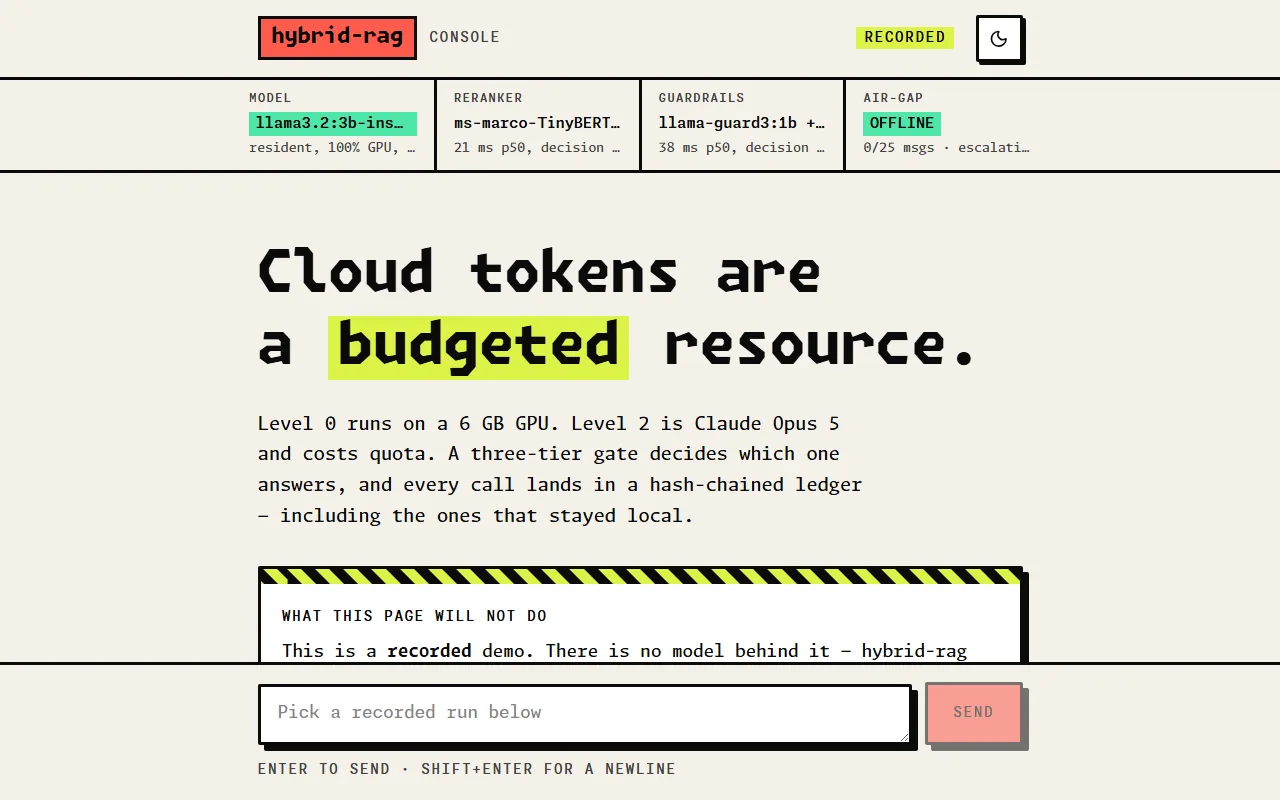 hybrid-rag CONSOLE RECORDED
MODEL RERANKER GUARDRAILS AIR-GAP
llama3.2:3b-ins… ms-marco-TinyBERT… llama-guard3:1b +… OFFLINE
resident, 100% GPU, … 21 ms p50, decision … 38 ms p50, decision … 0/25 msgs · escalati…
Cloud tokens are
a budgeted resource.
Level 0 runs on a 6 GB GPU. Level 2 is Claude Opus 5
and costs quota. A three-tier gate decides which one
answers, and every call lands in a hash-chained ledger
— including the ones that stayed local.
WHAT THIS PAGE WILL NOT DO
This is a recorded demo. There is no model behind it — hybrid-rag
Pick a recorded run below
SEND
ENTER TO SEND · SHIFT+ENTER FOR A NEWLINE